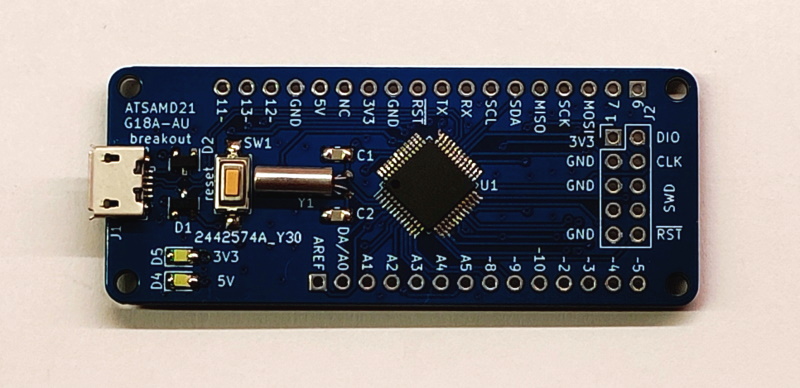 11-
13-
12-
GND
5V
NC
3V3
GND
RST
TX
RX
SCL
SDA
MISO
SCK
MOSI
7
9
J2
ATSAMD21
G18A-AU
breakout
D2
SW1
reset
C1
C2
Y1
U1
J1
D1
2442574A_Y30
1
3V3
DIO
GND
CLK
GND
SWD
GND
RST
D5
3V3
D4
5V
AREF
DA/A0
A1
A2
A3
A4
A5
-8
-9
-10
-2
-3
-4
-5